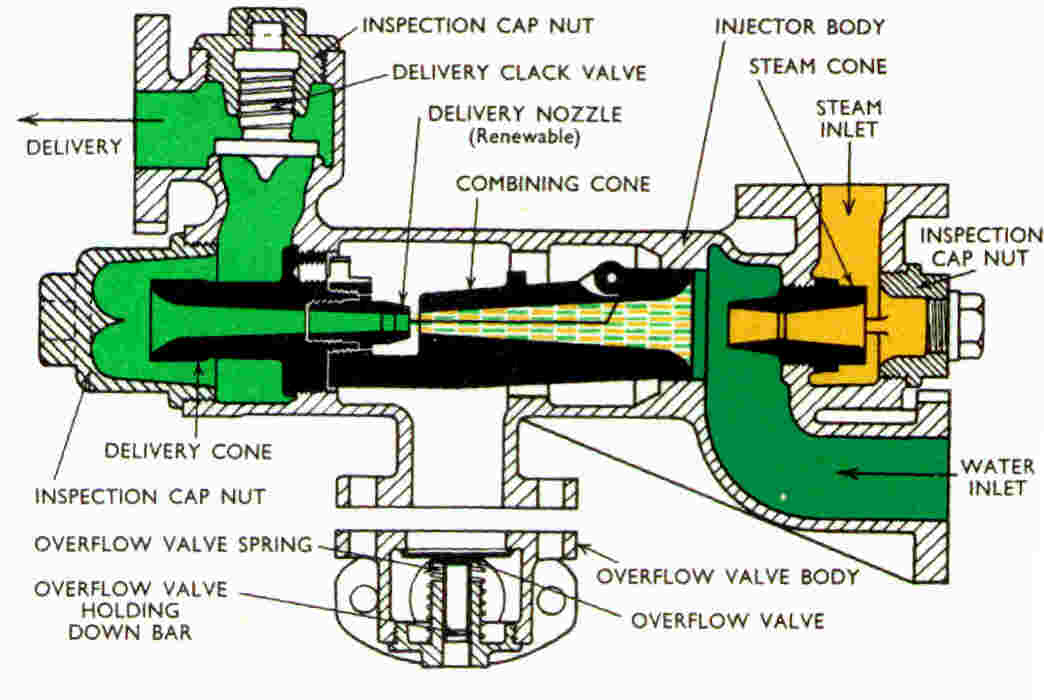 INSPECTION CAP NUT
INJECTOR BODY
DELIVERY CLACK VALVE
STEAM CONE
DELIVERY NOZZLE
(Renewable)
STEAM
INLET
DELIVERY
COMBINING CONE
INSPECTION
CAP NUT
DELIVERY CONE
WATER
INLET
INSPECTION CAP NUT
OVERFLOW VALVE SPRING
OVERFLOW VALVE BODY
OVERFLOW VALVE
HOLDING
DOWN BAR
OVERFLOW VALVE